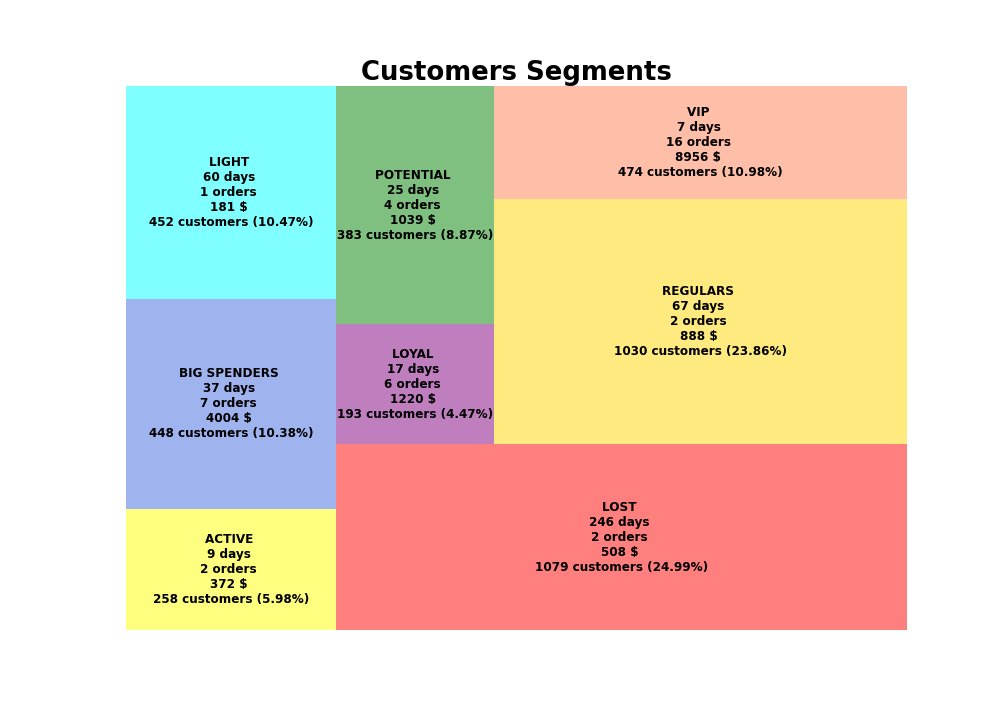 Customers Segments
LIGHT
60 days
1 orders
181 $
452 customers (10.47%)
POTENTIAL
25 days
4 orders
1039 $
383 customers (8.87%)
VIP
7 days
16 orders
8956 $
474 customers (10.98%)
REGULARS
67 days
2 orders
888 $
1030 customers (23.86%)
BIG SPENDERS
37 days
7 orders
4004 $
448 customers (10.38%)
LOYAL
17 days
6 orders
1220 $
193 customers (4.47%)
ACTIVE
9 days
2 orders
372 $
258 customers (5.98%)
LOST
246 days
2 orders
508 $
1079 customers (24.99%)